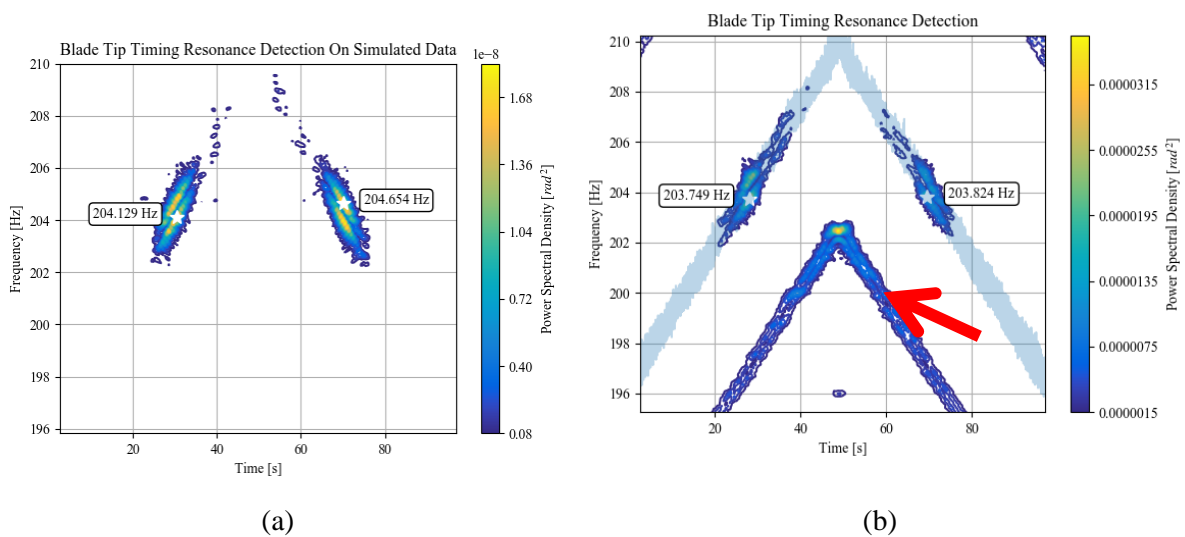 Blade Tip Timing Resonance Detection On Simulated Data
1e−8
210
208
206
204
202
200
198
196
Frequency [Hz]
204.129 Hz
204.654 Hz
20
40
60
80
Time [s]
1.68
1.36
1.04
0.72
0.40
0.08
Power Spectral Density [rad²]
(a)
Blade Tip Timing Resonance Detection
210
208
206
204
202
200
198
196
Frequency [Hz]
203.749 Hz
203.824 Hz
20
40
60
80
Time [s]
0.0000315
0.0000255
0.0000195
0.0000135
0.0000075
0.0000015
Power Spectral Density [rad²]
(b)